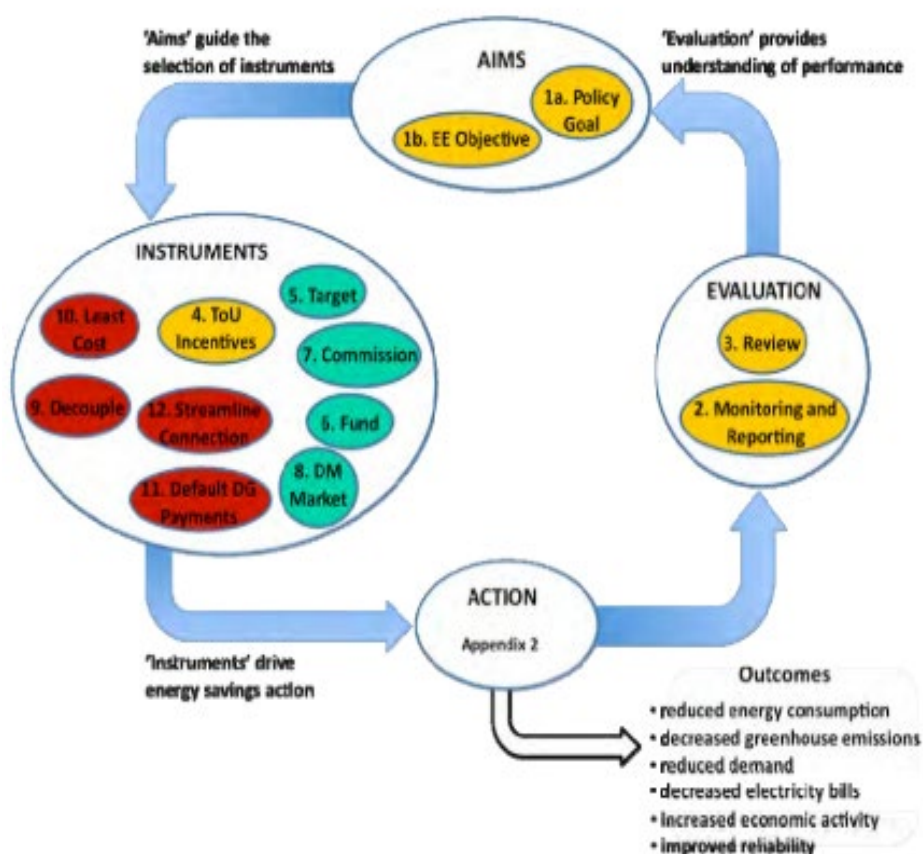 'Aims' guide the
selection of instruments
'Evaluation' provides
understanding of performance
AIMS
1a. Policy
Goal
1b. EE Objective
INSTRUMENTS
5. Target
10. Least
Cost
4. ToU
Incentives
7. Commission
9. Decouple
12. Streamline
Connection
6. Fund
8. DM
Market
11. Default DG
Payments
EVALUATION
3. Review
2. Monitoring and
Reporting
ACTION
Appendix 2
'Instruments' drive
energy savings action
Outcomes
• reduced energy consumption
• decreased greenhouse emissions
• reduced demand
• decreased electricity bills
• increased economic activity
• improved reliability